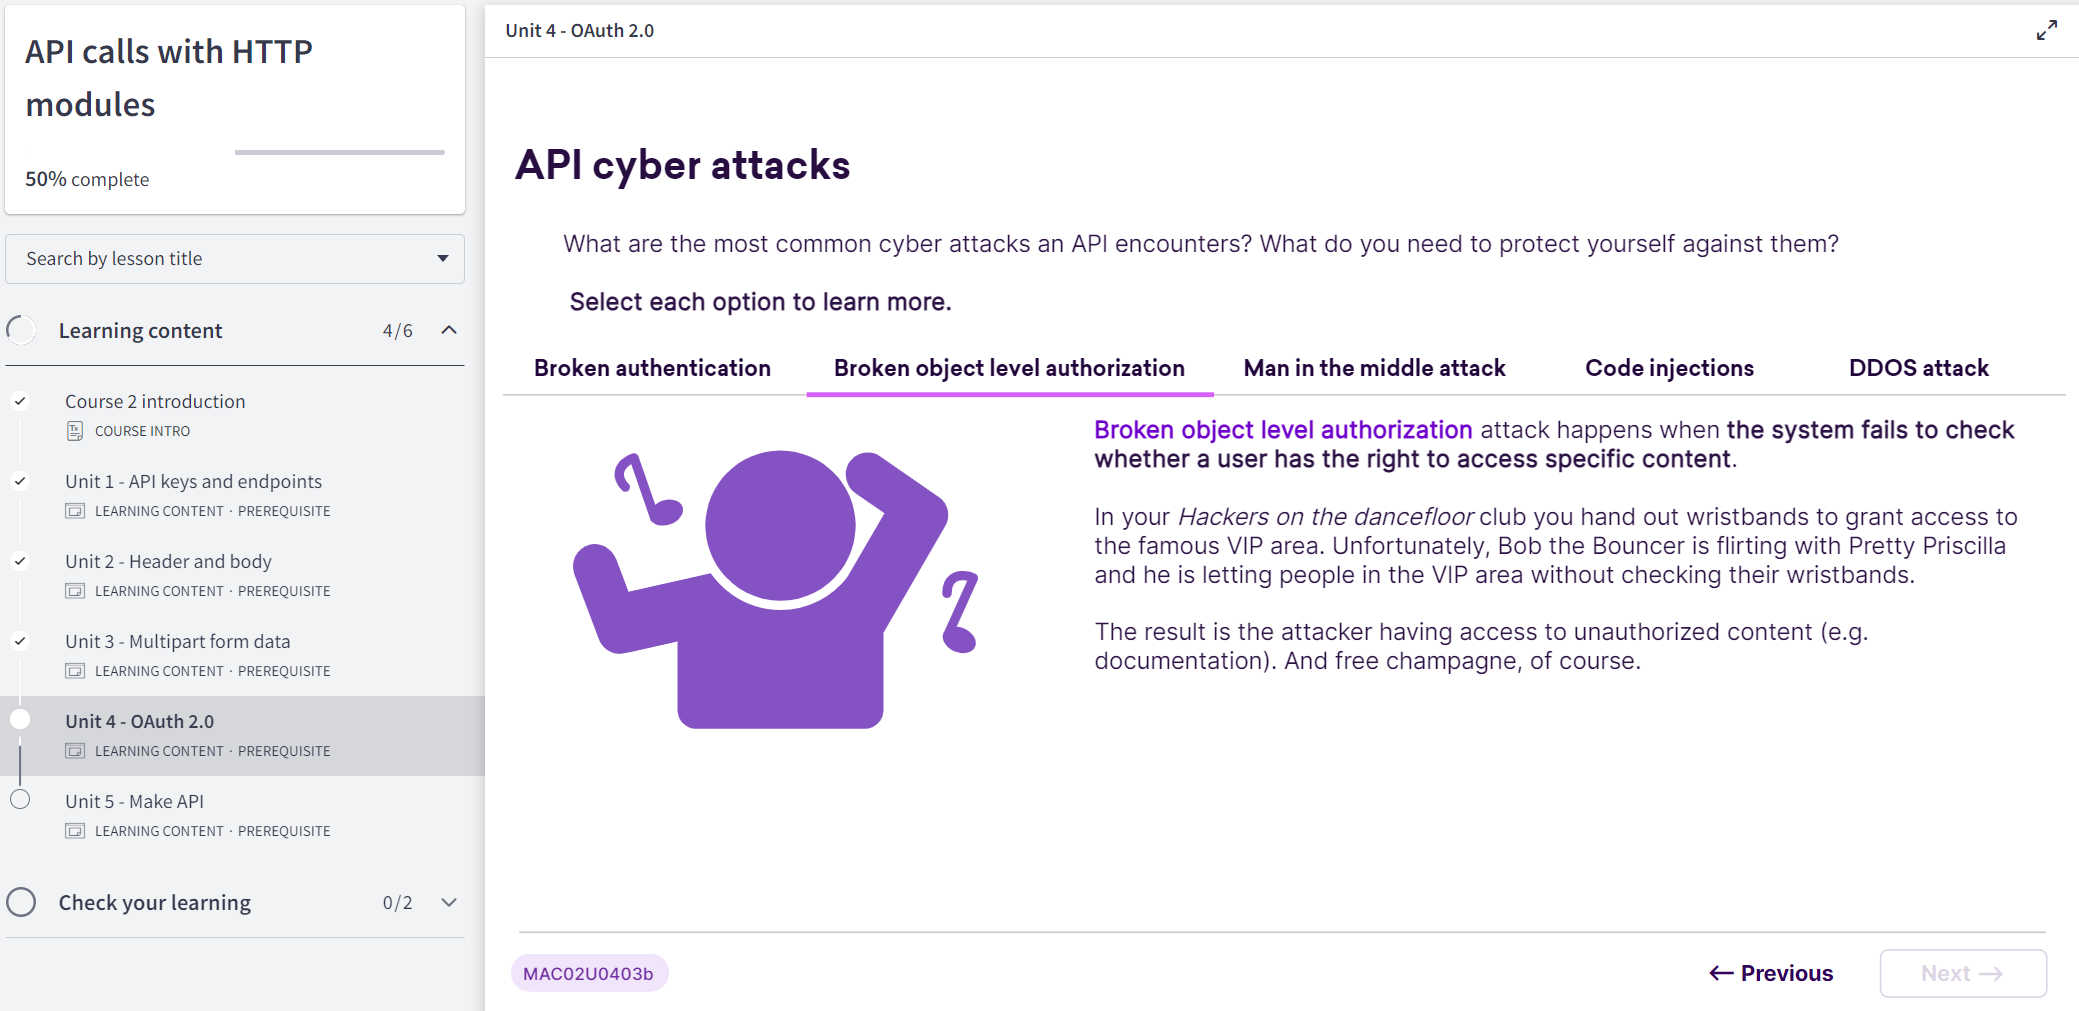 API calls with HTTP
modules
50% complete
Search by lesson title
Learning content 4/6
Course 2 introduction
COURSE INTRO
Unit 1 - API keys and endpoints
LEARNING CONTENT · PREREQUISITE
Unit 2 - Header and body
LEARNING CONTENT · PREREQUISITE
Unit 3 - Multipart form data
LEARNING CONTENT · PREREQUISITE
Unit 4 - OAuth 2.0
LEARNING CONTENT · PREREQUISITE
Unit 5 - Make API
LEARNING CONTENT · PREREQUISITE
Check your learning 0/2
Unit 4 - OAuth 2.0
API cyber attacks
What are the most common cyber attacks an API encounters? What do you need to protect yourself against them?
Select each option to learn more.
Broken authentication Broken object level authorization Man in the middle attack Code injections DDOS attack
Broken object level authorization attack happens when the system fails to check
whether a user has the right to access specific content.
In your Hackers on the dancefloor club you hand out wristbands to grant access to
the famous VIP area. Unfortunately, Bob the Bouncer is flirting with Pretty Priscilla
and he is letting people in the VIP area without checking their wristbands.
The result is the attacker having access to unauthorized content (e.g.
documentation). And free champagne, of course.
MAC02U0403b
← Previous
Next →